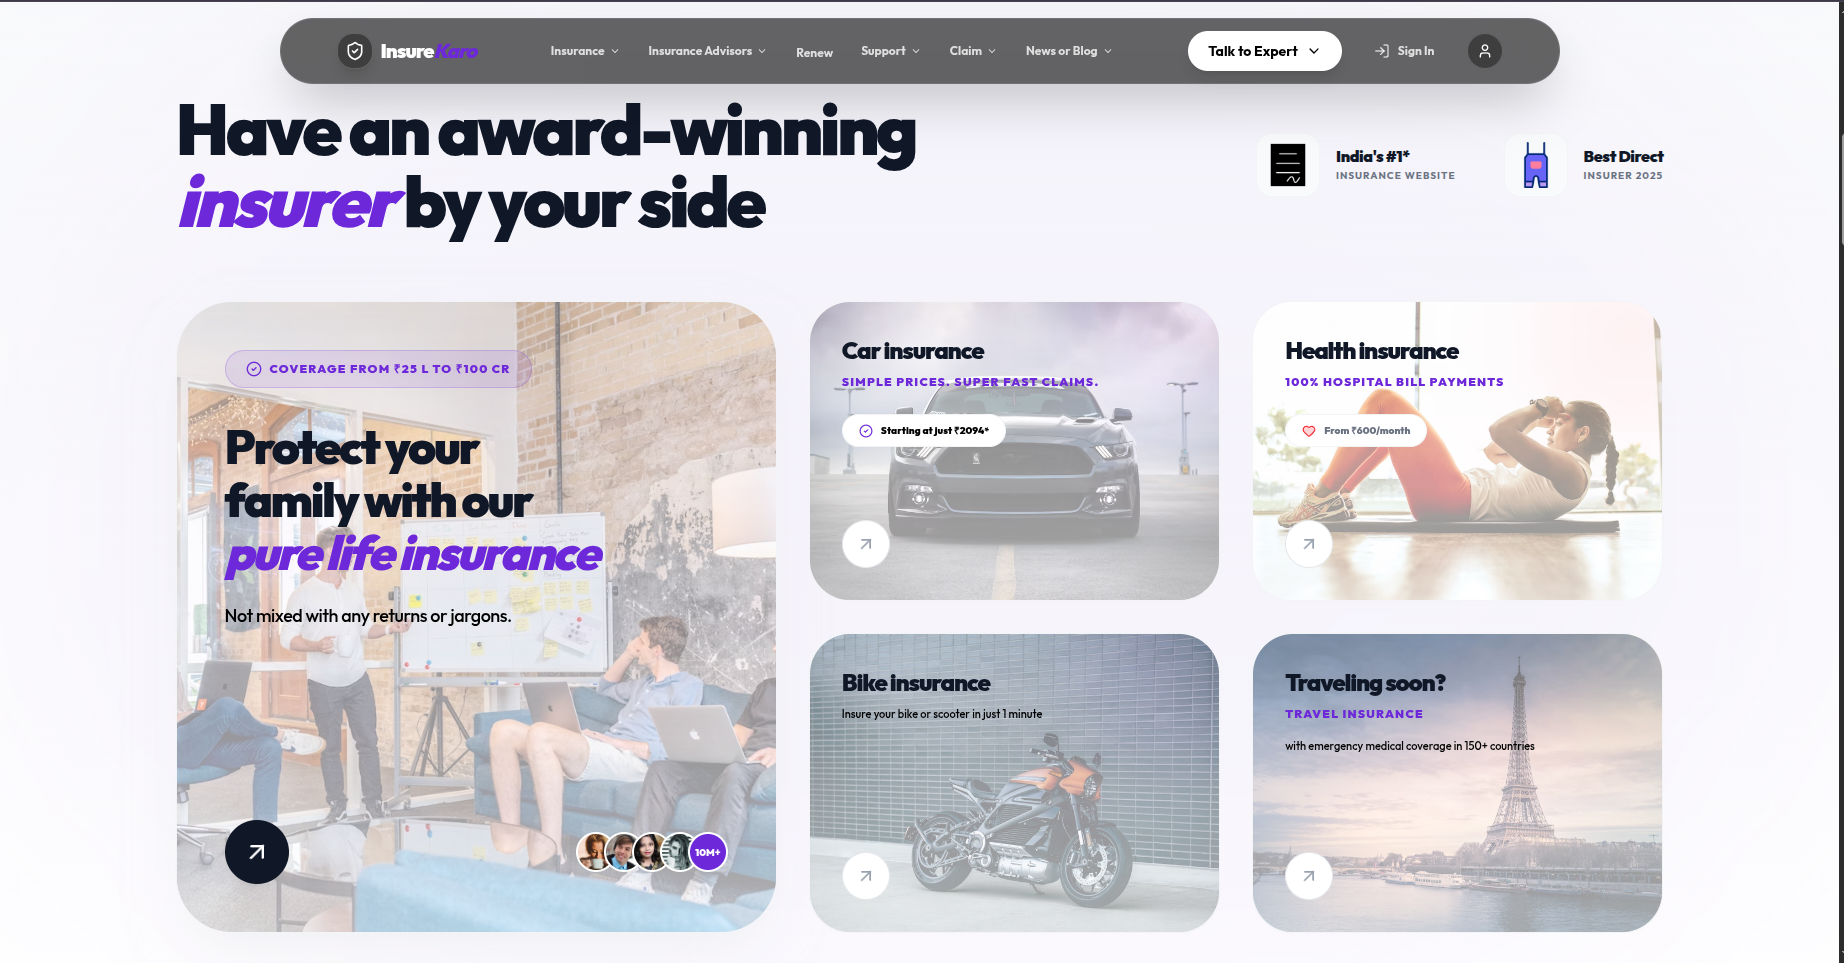 InsureKaro
Insurance
Insurance Advisors
Renew
Support
Claim
News or Blog
Talk to Expert
Sign In
Have an award-winning
insurer by your side
India's #1*
INSURANCE WEBSITE
Best Direct
INSURER 2025
COVERAGE FROM ₹25 L TO ₹100 CR
Protect your
family with our
pure life insurance
Not mixed with any returns or jargons.
10M+
Car insurance
SIMPLE PRICES. SUPER FAST CLAIMS.
Starting at just ₹2094*
Health insurance
100% HOSPITAL BILL PAYMENTS
From ₹600/month
Bike insurance
Insure your bike or scooter in just 1 minute
Traveling soon?
TRAVEL INSURANCE
with emergency medical coverage in 150+ countries